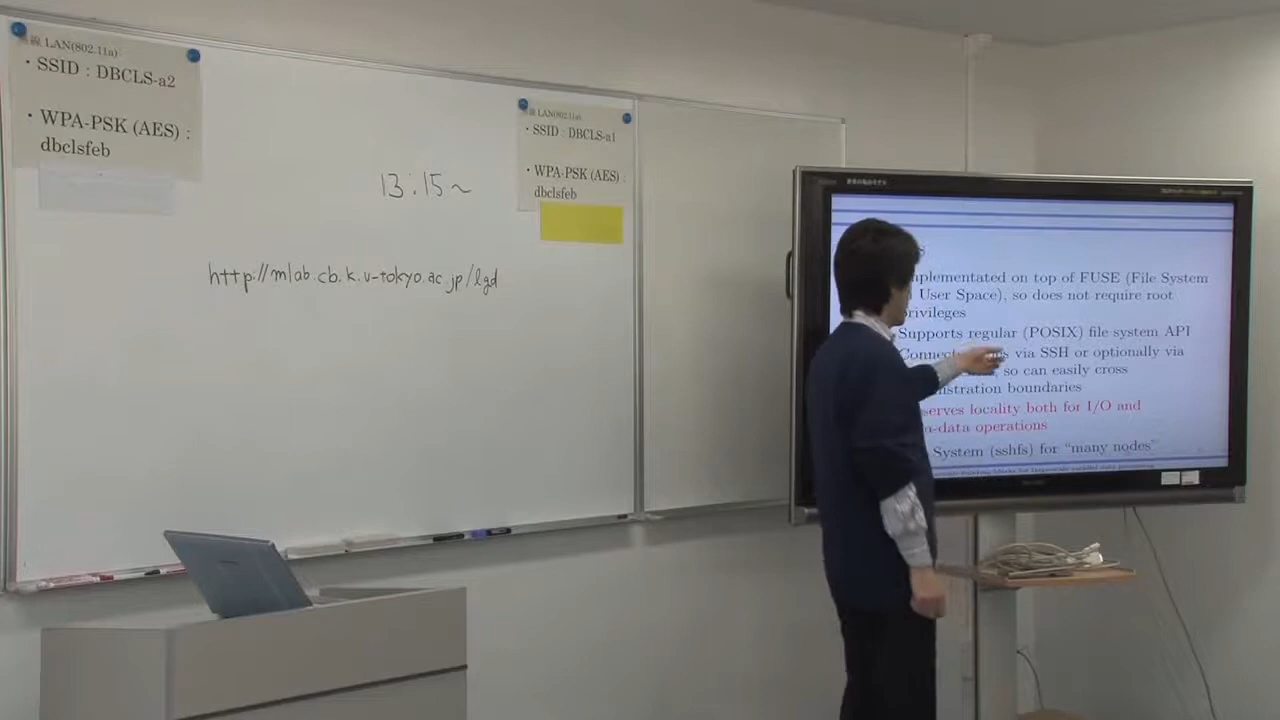 LAN(802.11a)
・SSID : DBCLS-a2
・WPA-PSK (AES) :
dbclsfeb
LAN(802.11a)
・SSID : DBCLS-a1
・WPA-PSK (AES) :
dbclsfeb
13:15~
http://mlab.cb.k.u-tokyo.ac.jp/lgd
mplementated on top of FUSE (File System
User Space), so does not require root
rivileges
Supports regular (POSIX) file system API
Connect via SSH or optionally via
, so can easily cross
nistration boundaries
serves locality both for I/O and
a-data operations
System (sshfs) for “many nodes”